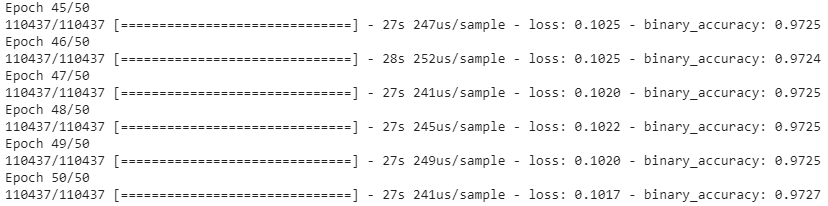 Epoch 45/50
110437/110437 [==============================] - 27s 247us/sample - loss: 0.1025 - binary_accuracy: 0.9725
Epoch 46/50
110437/110437 [==============================] - 28s 252us/sample - loss: 0.1025 - binary_accuracy: 0.9724
Epoch 47/50
110437/110437 [==============================] - 27s 241us/sample - loss: 0.1020 - binary_accuracy: 0.9725
Epoch 48/50
110437/110437 [==============================] - 27s 245us/sample - loss: 0.1022 - binary_accuracy: 0.9725
Epoch 49/50
110437/110437 [==============================] - 27s 249us/sample - loss: 0.1020 - binary_accuracy: 0.9725
Epoch 50/50
110437/110437 [==============================] - 27s 241us/sample - loss: 0.1017 - binary_accuracy: 0.9727